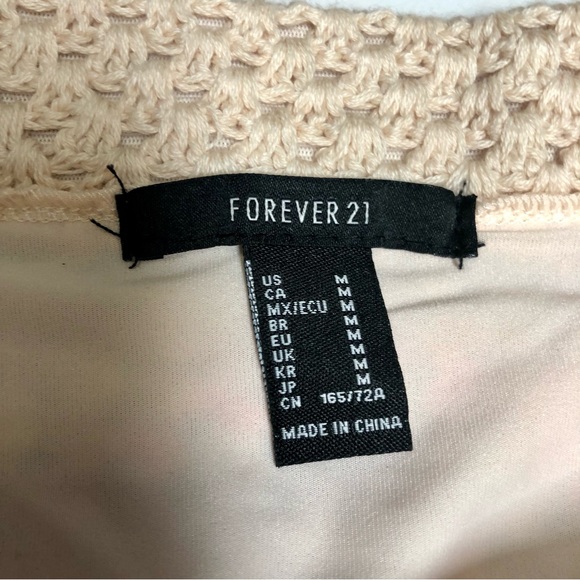 FOREVER 21
US M
CA M
MX/ECU M
BR M
EU M
UK M
KR M
JP M
CN 165/72A
MADE IN CHINA